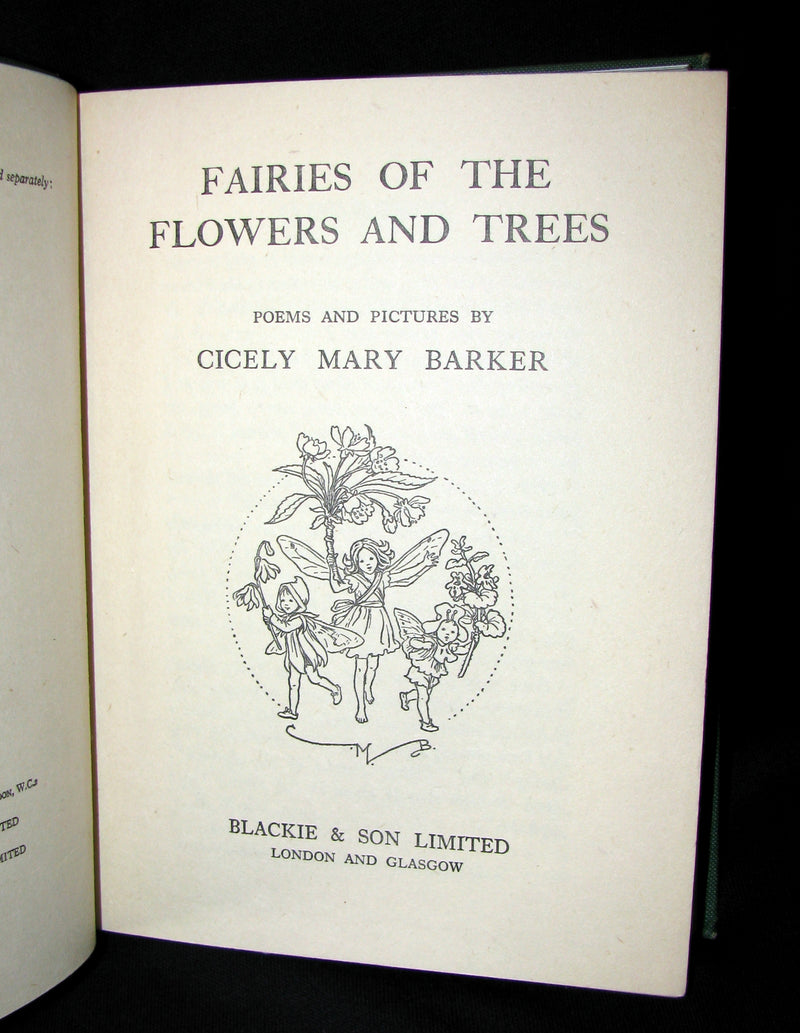 separately:
FAIRIES OF THE
FLOWERS AND TREES
POEMS AND PICTURES BY
CICELY MARY BARKER
C M B.
BLACKIE & SON LIMITED
LONDON AND GLASGOW
W.C.2